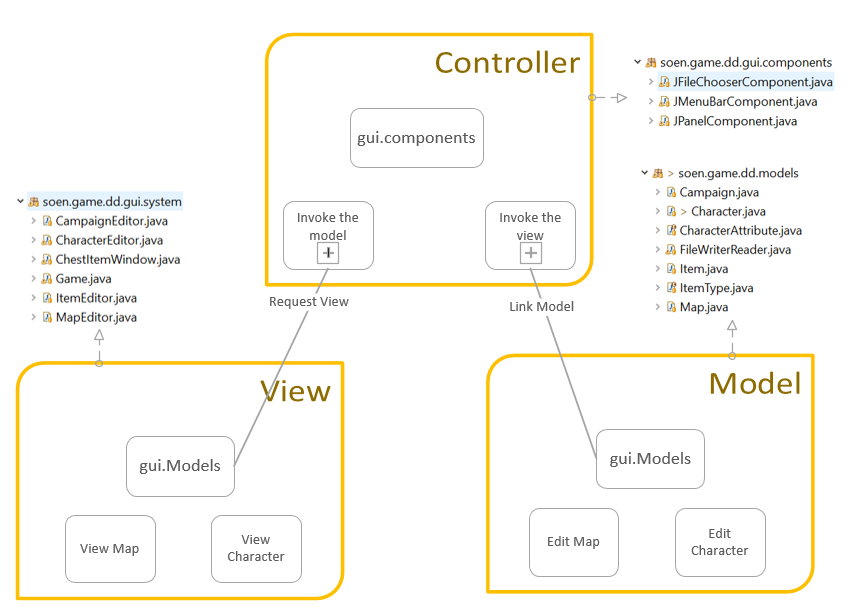 Controller
gui.components
Invoke the
model
Invoke the
view
soen.game.dd.gui.components
JFileChooserComponent.java
JMenuBarComponent.java
JPanelComponent.java
> soen.game.dd.models
Campaign.java
> Character.java
CharacterAttribute.java
FileWriterReader.java
Item.java
ItemType.java
Map.java
soen.game.dd.gui.system
CampaignEditor.java
CharacterEditor.java
ChestItemWindow.java
Game.java
ItemEditor.java
MapEditor.java
Request View
Link Model
View
gui.Models
View Map
View
Character
Model
gui.Models
Edit Map
Edit
Character